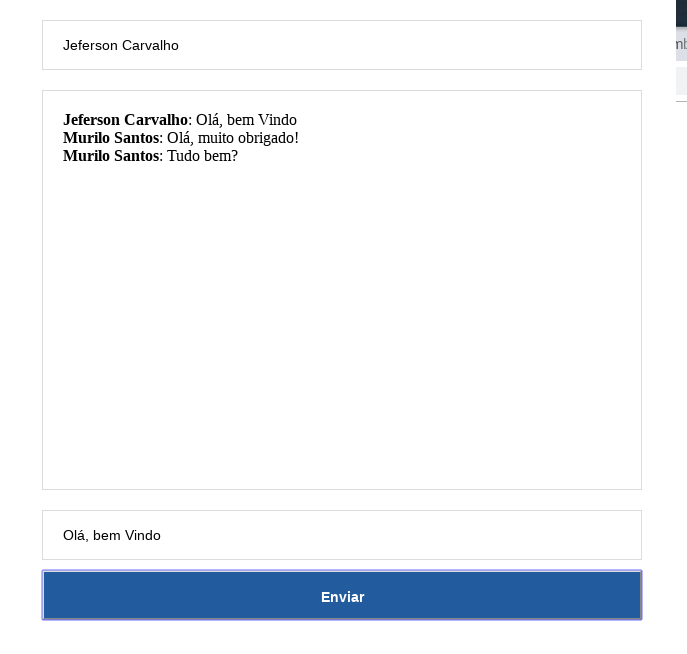 Jeferson Carvalho
Jeferson Carvalho: Olá, bem Vindo
Murilo Santos: Olá, muito obrigado!
Murilo Santos: Tudo bem?
Olá, bem Vindo
Enviar